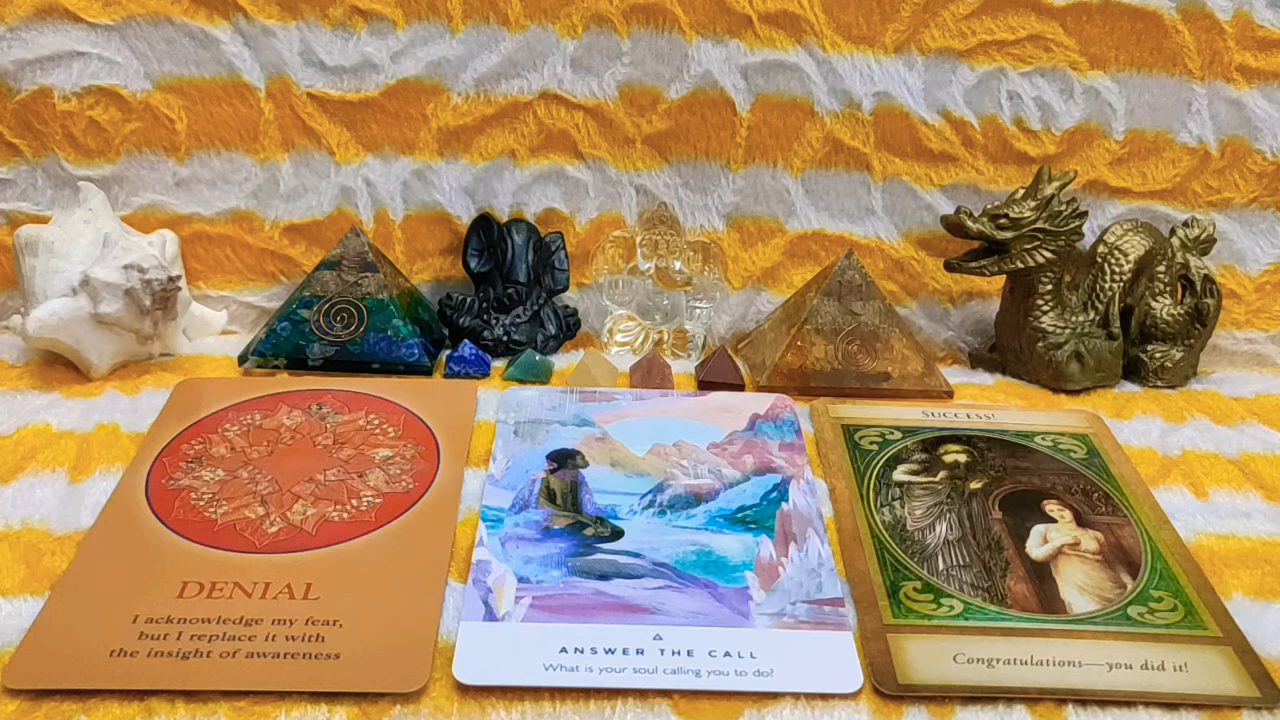 DENIAL
I acknowledge my fear,
but I replace it with
the insight of awareness
ANSWER THE CALL
What is your soul calling you to do?
SUCCESS!
Congratulations—you did it!